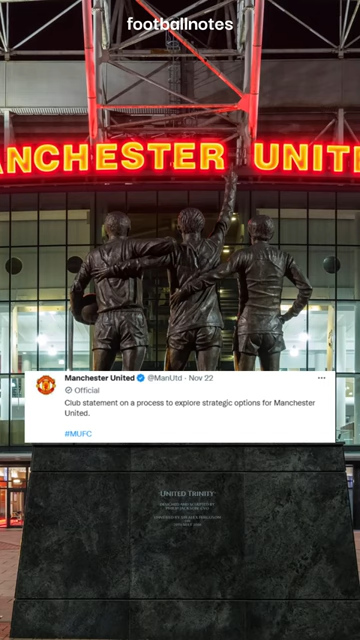 footballnotes
MANCHESTER UNITE
Manchester United @ManUtd · Nov 22
Official
Club statement on a process to explore strategic options for Manchester
United.
#MUFC
UNITED TRINITY